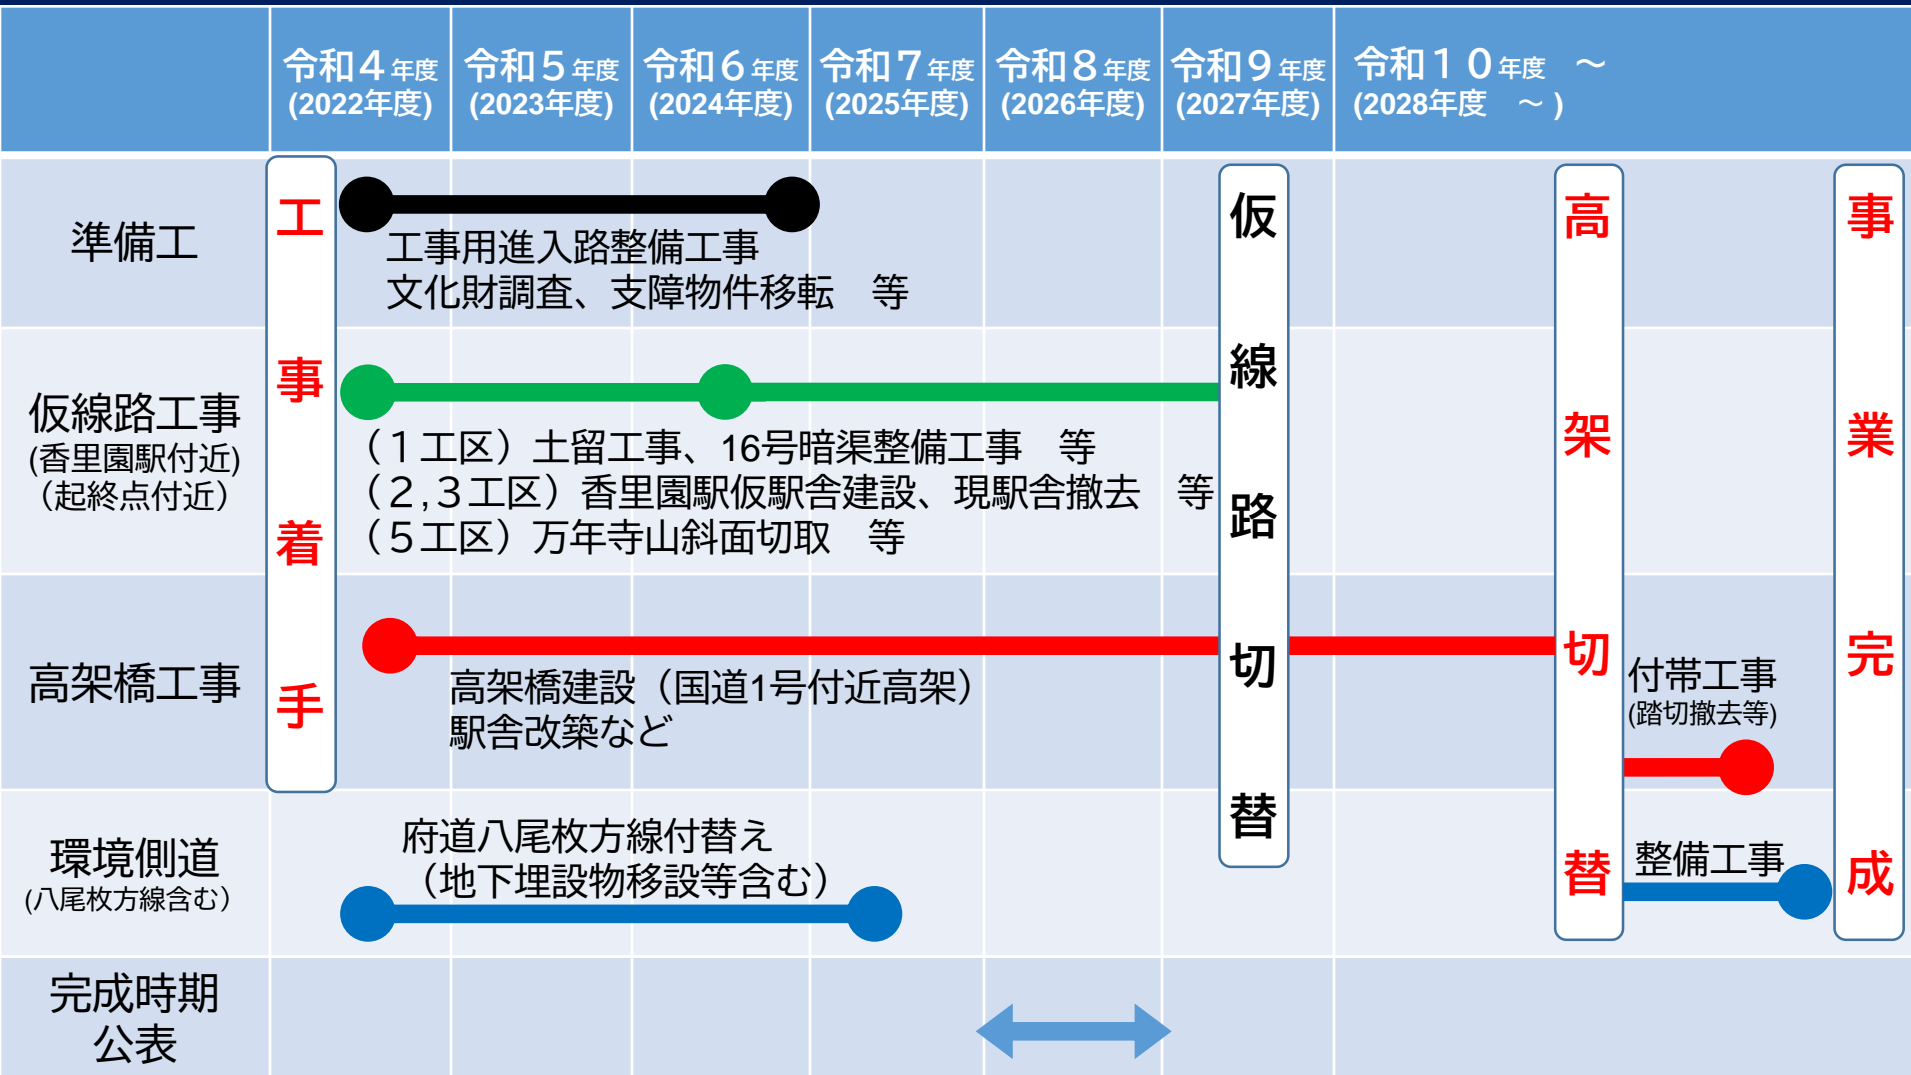 令和４年度
(2022年度)
令和５年度
(2023年度)
令和６年度
(2024年度)
令和７年度
(2025年度)
令和８年度
(2026年度)
令和９年度
(2027年度)
令和１０年度　～
(2028年度　～ )
工事着手
仮線路切替
高架切替
事業完成
準備工
工事用進入路整備工事
文化財調査、支障物件移転　等
仮線路工事
(香里園駅付近)
（起終点付近）
（１工区）土留工事、16号暗渠整備工事　等
（２,３工区）香里園駅仮駅舎建設、現駅舎撤去　等
（５工区）万年寺山斜面切取　等
高架橋工事
高架橋建設（国道1号付近高架）
駅舎改築など
付帯工事
(踏切撤去等)
環境側道
(八尾枚方線含む）
府道八尾枚方線付替え
（地下埋設物移設等含む）
整備工事
完成時期
公表